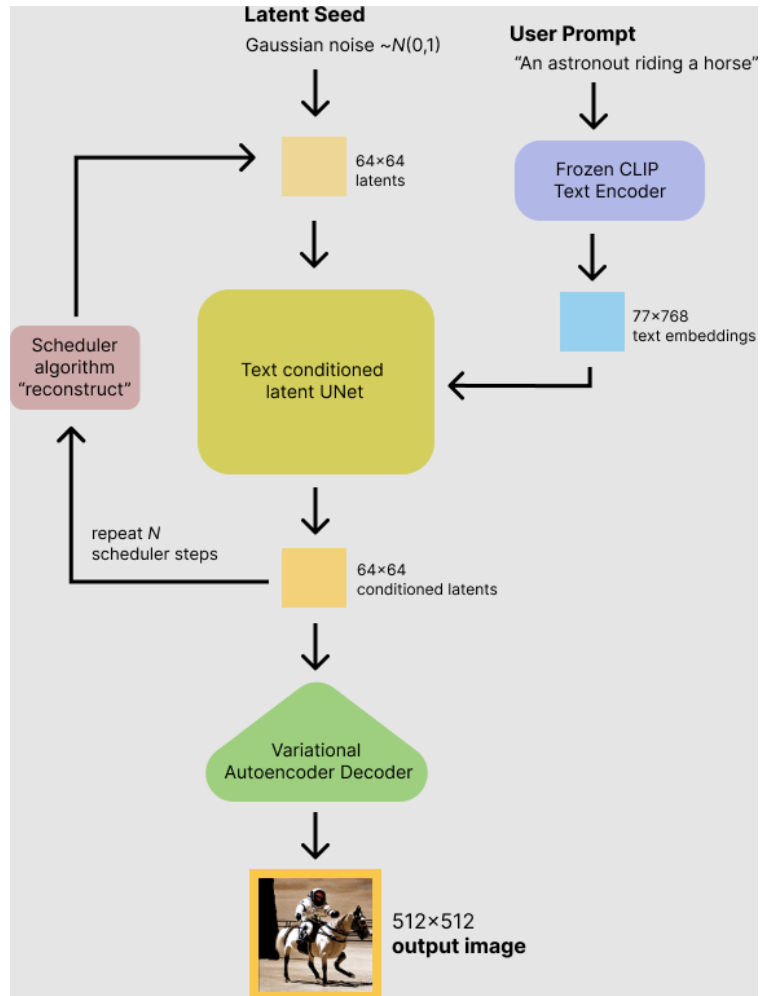 Latent Seed
Gaussian noise ~N(0,1)
User Prompt
“An astronout riding a horse”
64×64
latents
Frozen CLIP
Text Encoder
77×768
text embeddings
Scheduler
algorithm
“reconstruct”
Text conditioned
latent UNet
repeat N
scheduler steps
64×64
conditioned latents
Variational
Autoencoder Decoder
512×512
output image